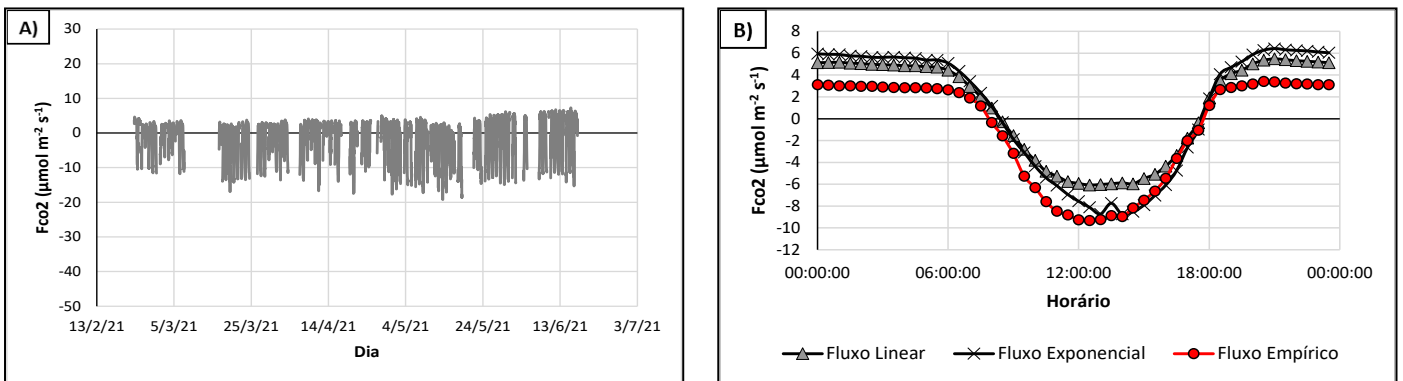 A)
Fco2 (µmol m⁻² s⁻¹)
30
20
10
0
-10
-20
-30
-40
-50
13/2/21 5/3/21 25/3/21 14/4/21 4/5/21 24/5/21 13/6/21 3/7/21
Dia
B)
Fco2 (µmol m⁻² s⁻¹)
8
6
4
2
0
-2
-4
-6
-8
-10
-12
00:00:00 06:00:00 12:00:00 18:00:00 00:00:00
Horário
Fluxo Linear Fluxo Exponencial Fluxo Empírico